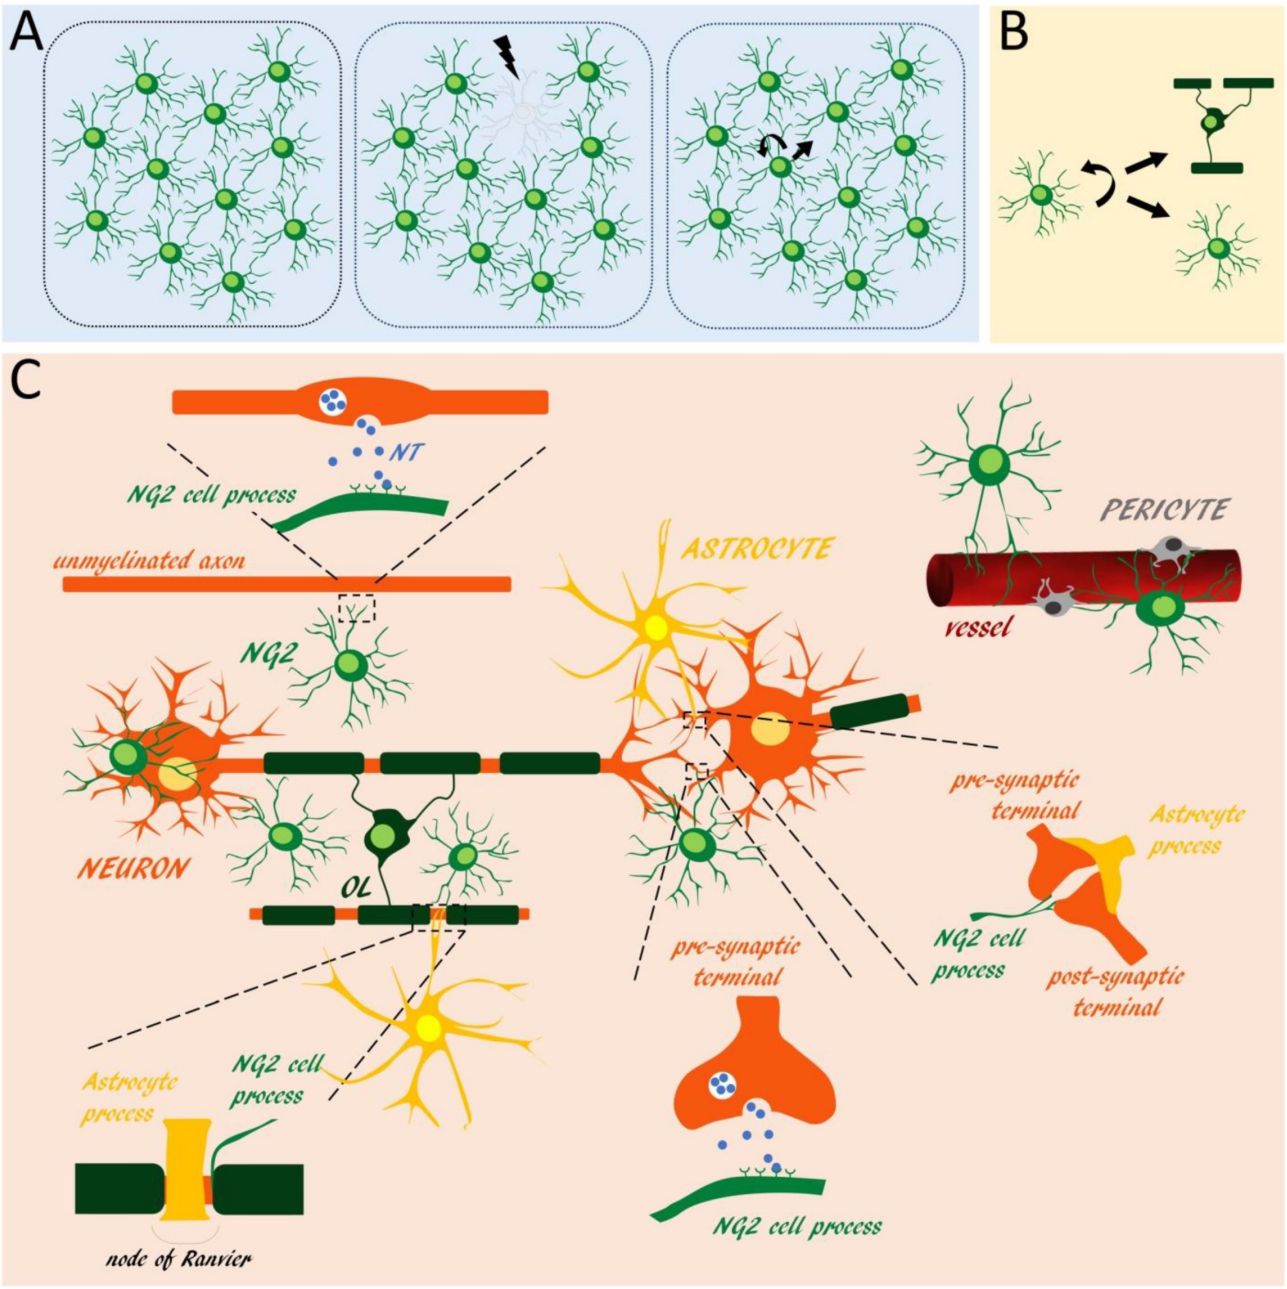 A
B
C
NT
NG2 cell process
unmyelinated axon
NG2
ASTROCYTE
PERICYTE
vessel
NEURON
OL
pre-synaptic
terminal
Astrocyte
process
NG2 cell
process
post-synaptic
terminal
pre-synaptic
terminal
NG2 cell process
Astrocyte
process
NG2 cell
process
node of Ranvier